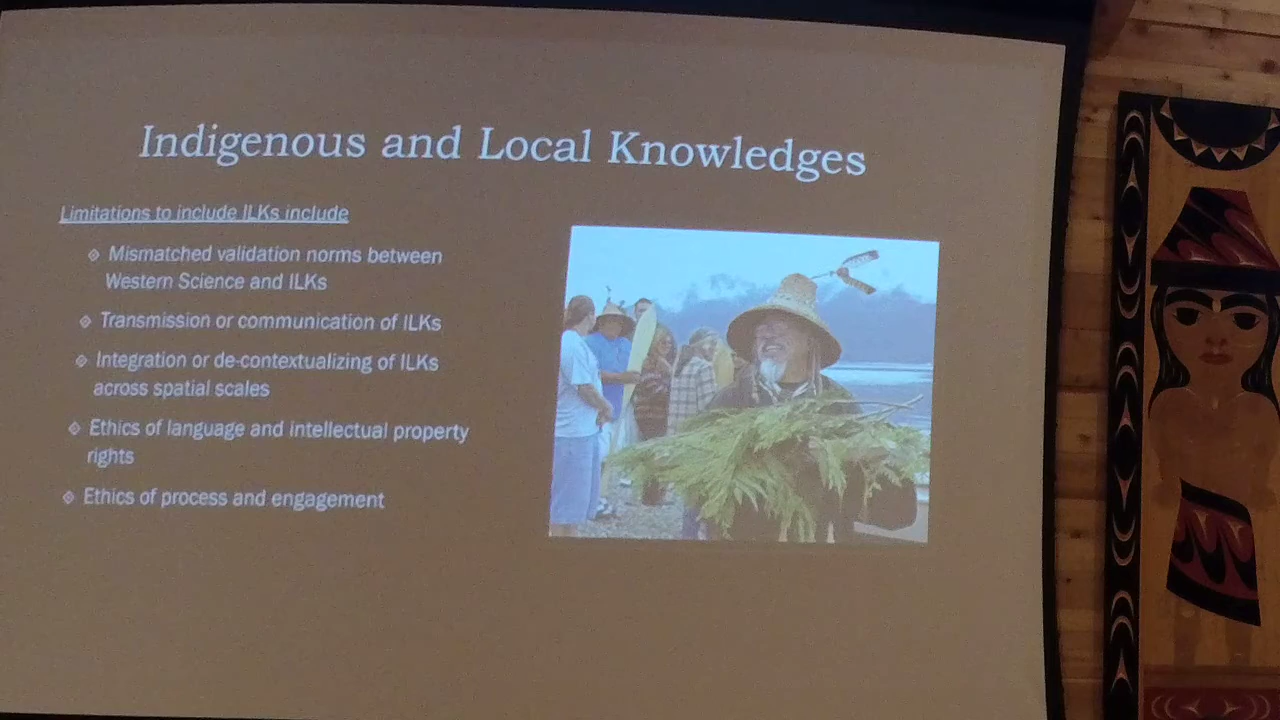 Indigenous and Local Knowledges
Limitations to include ILKs include
Mismatched validation norms between
Western Science and ILKs
Transmission or communication of ILKs
Integration or de-contextualizing of ILKs
across spatial scales
Ethics of language and intellectual property
rights
Ethics of process and engagement